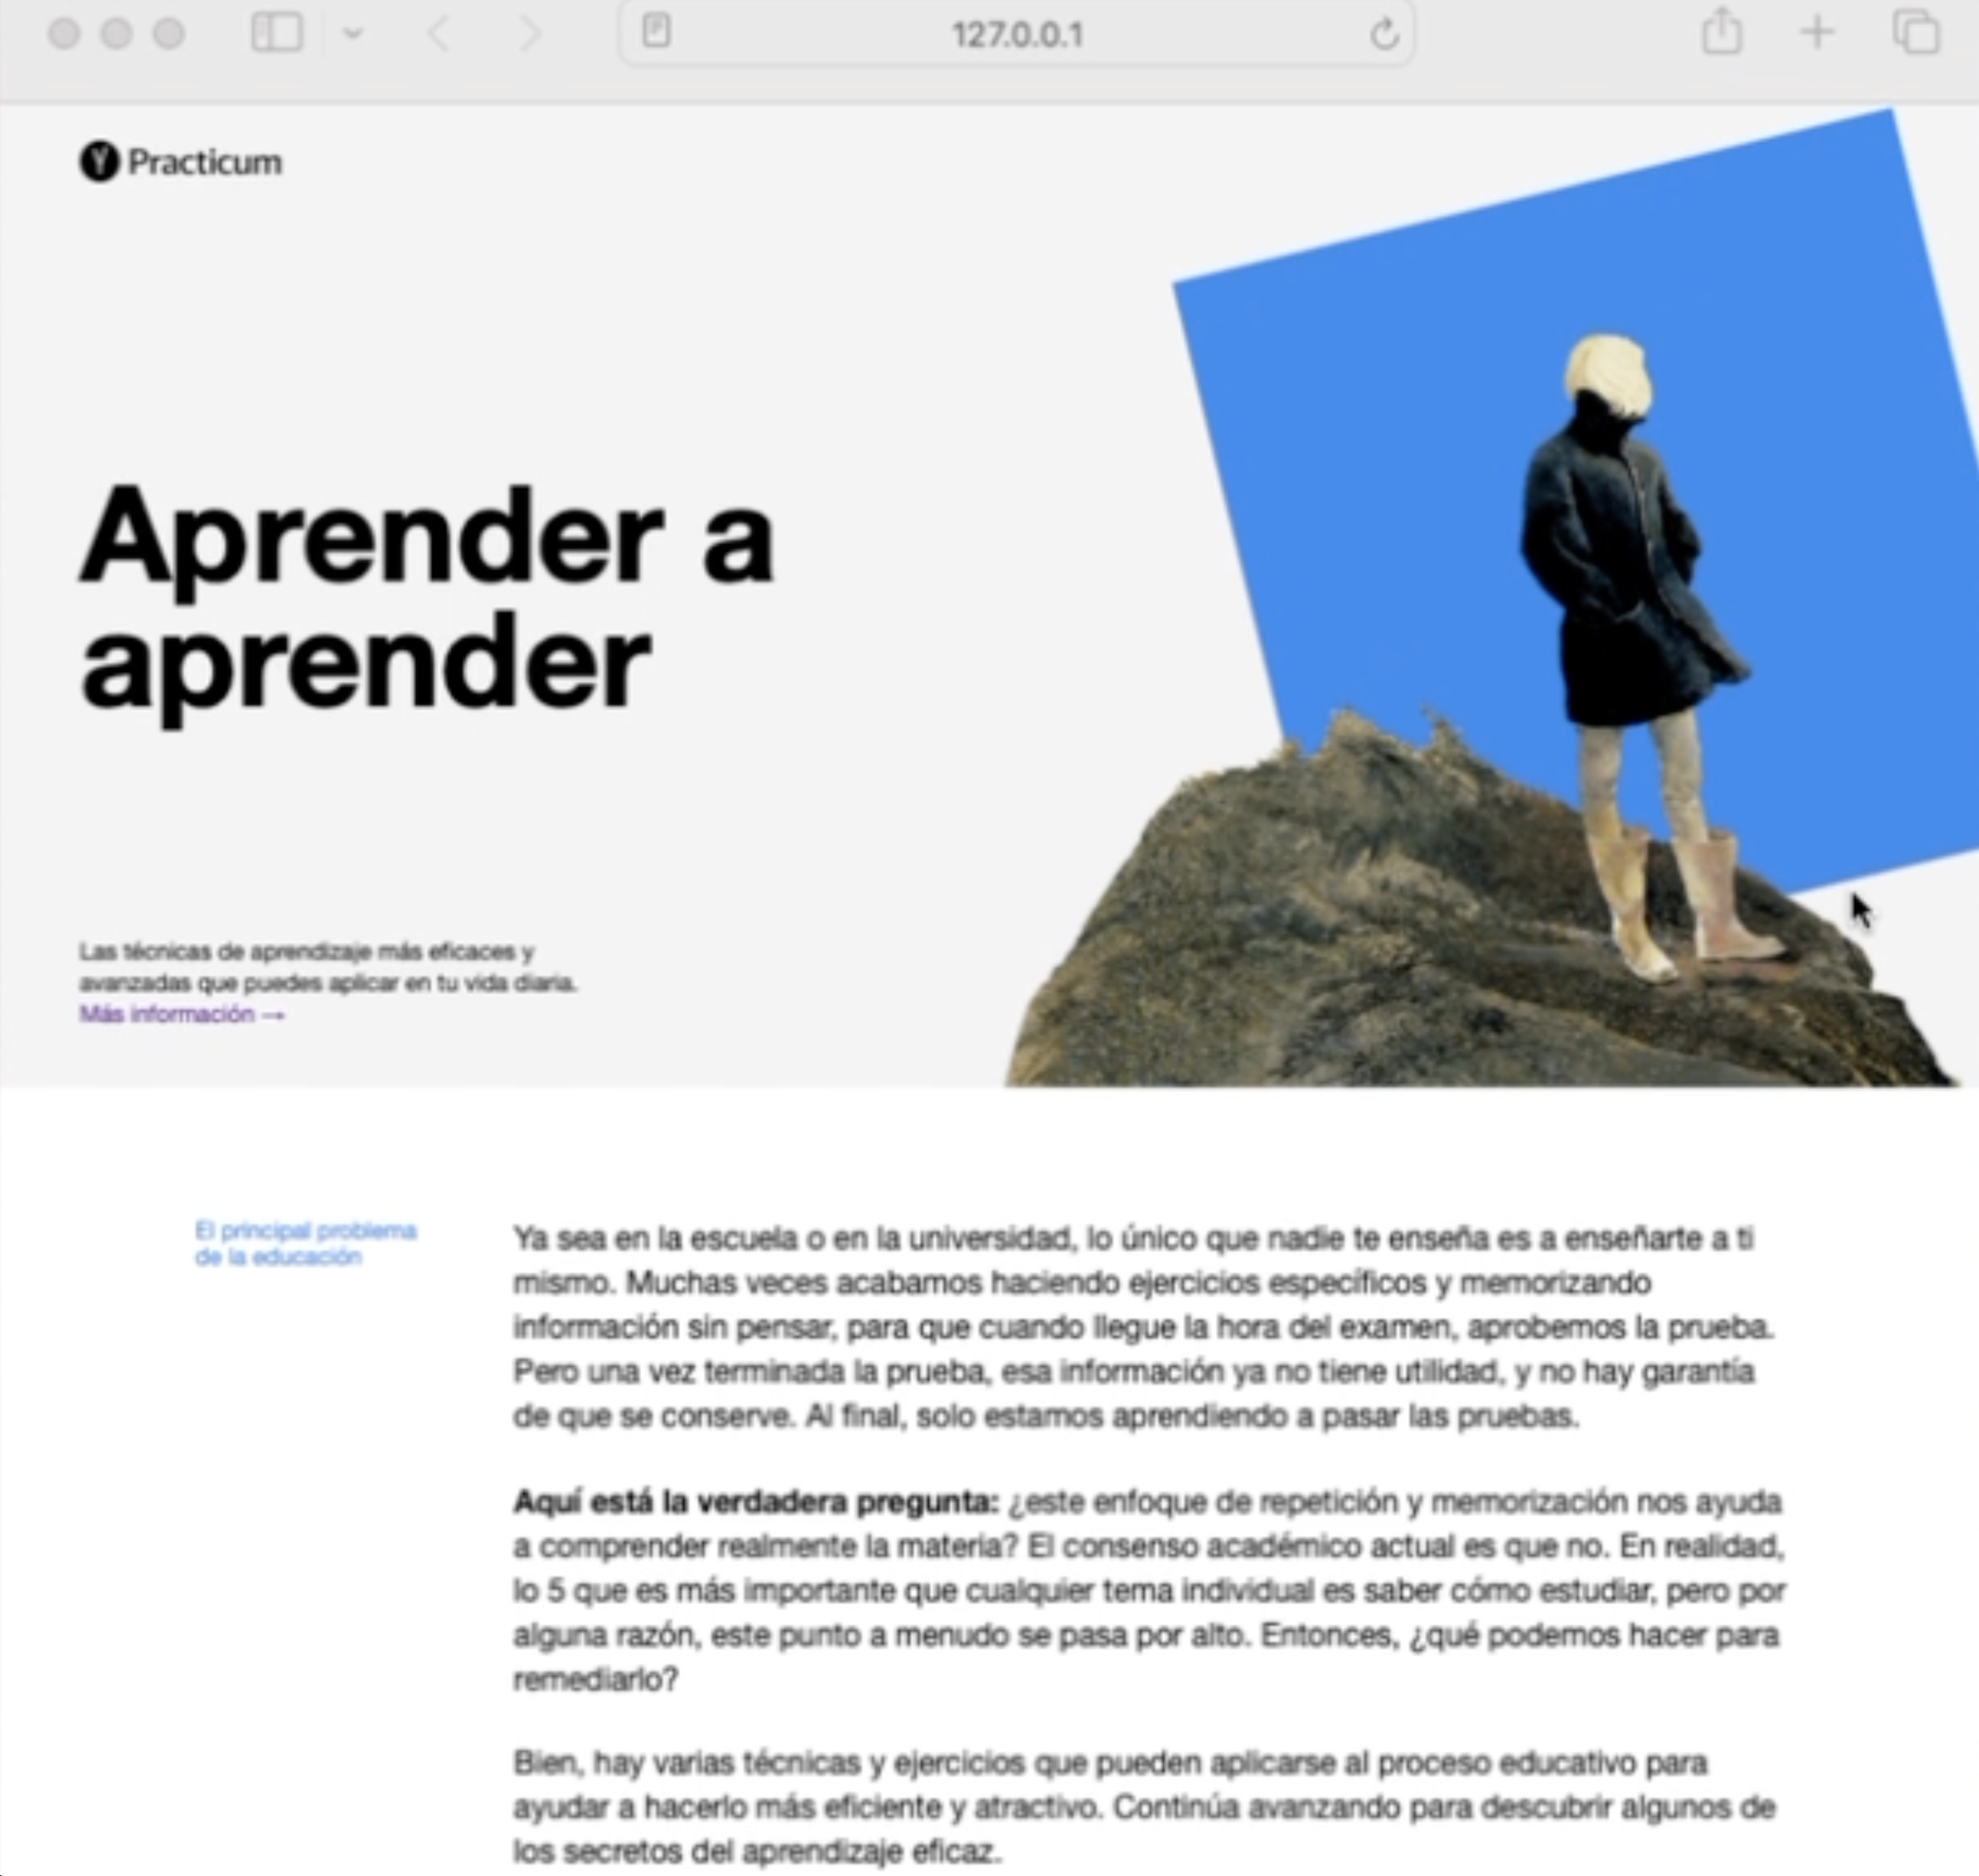 127.0.0.1
Y Practicum
Aprender a
aprender
Las técnicas de aprendizaje más eficaces y
avanzadas que puedes aplicar en tu vida diaria.
Más información →
El principal problema
de la educación
Ya sea en la escuela o en la universidad, lo único que nadie te enseña es a enseñarte a ti
mismo. Muchas veces acabamos haciendo ejercicios específicos y memorizando
información sin pensar, para que cuando llegue la hora del examen, aprobemos la prueba.
Pero una vez terminada la prueba, esa información ya no tiene utilidad, y no hay garantía
de que se conserve. Al final, solo estamos aprendiendo a pasar las pruebas.
Aquí está la verdadera pregunta: ¿este enfoque de repetición y memorización nos ayuda
a comprender realmente la materia? El consenso académico actual es que no. En realidad,
lo 5 que es más importante que cualquier tema individual es saber cómo estudiar, pero por
alguna razón, este punto a menudo se pasa por alto. Entonces, ¿qué podemos hacer para
remediarlo?
Bien, hay varias técnicas y ejercicios que pueden aplicarse al proceso educativo para
ayudar a hacerlo más eficiente y atractivo. Continúa avanzando para descubrir algunos de
los secretos del aprendizaje eficaz.